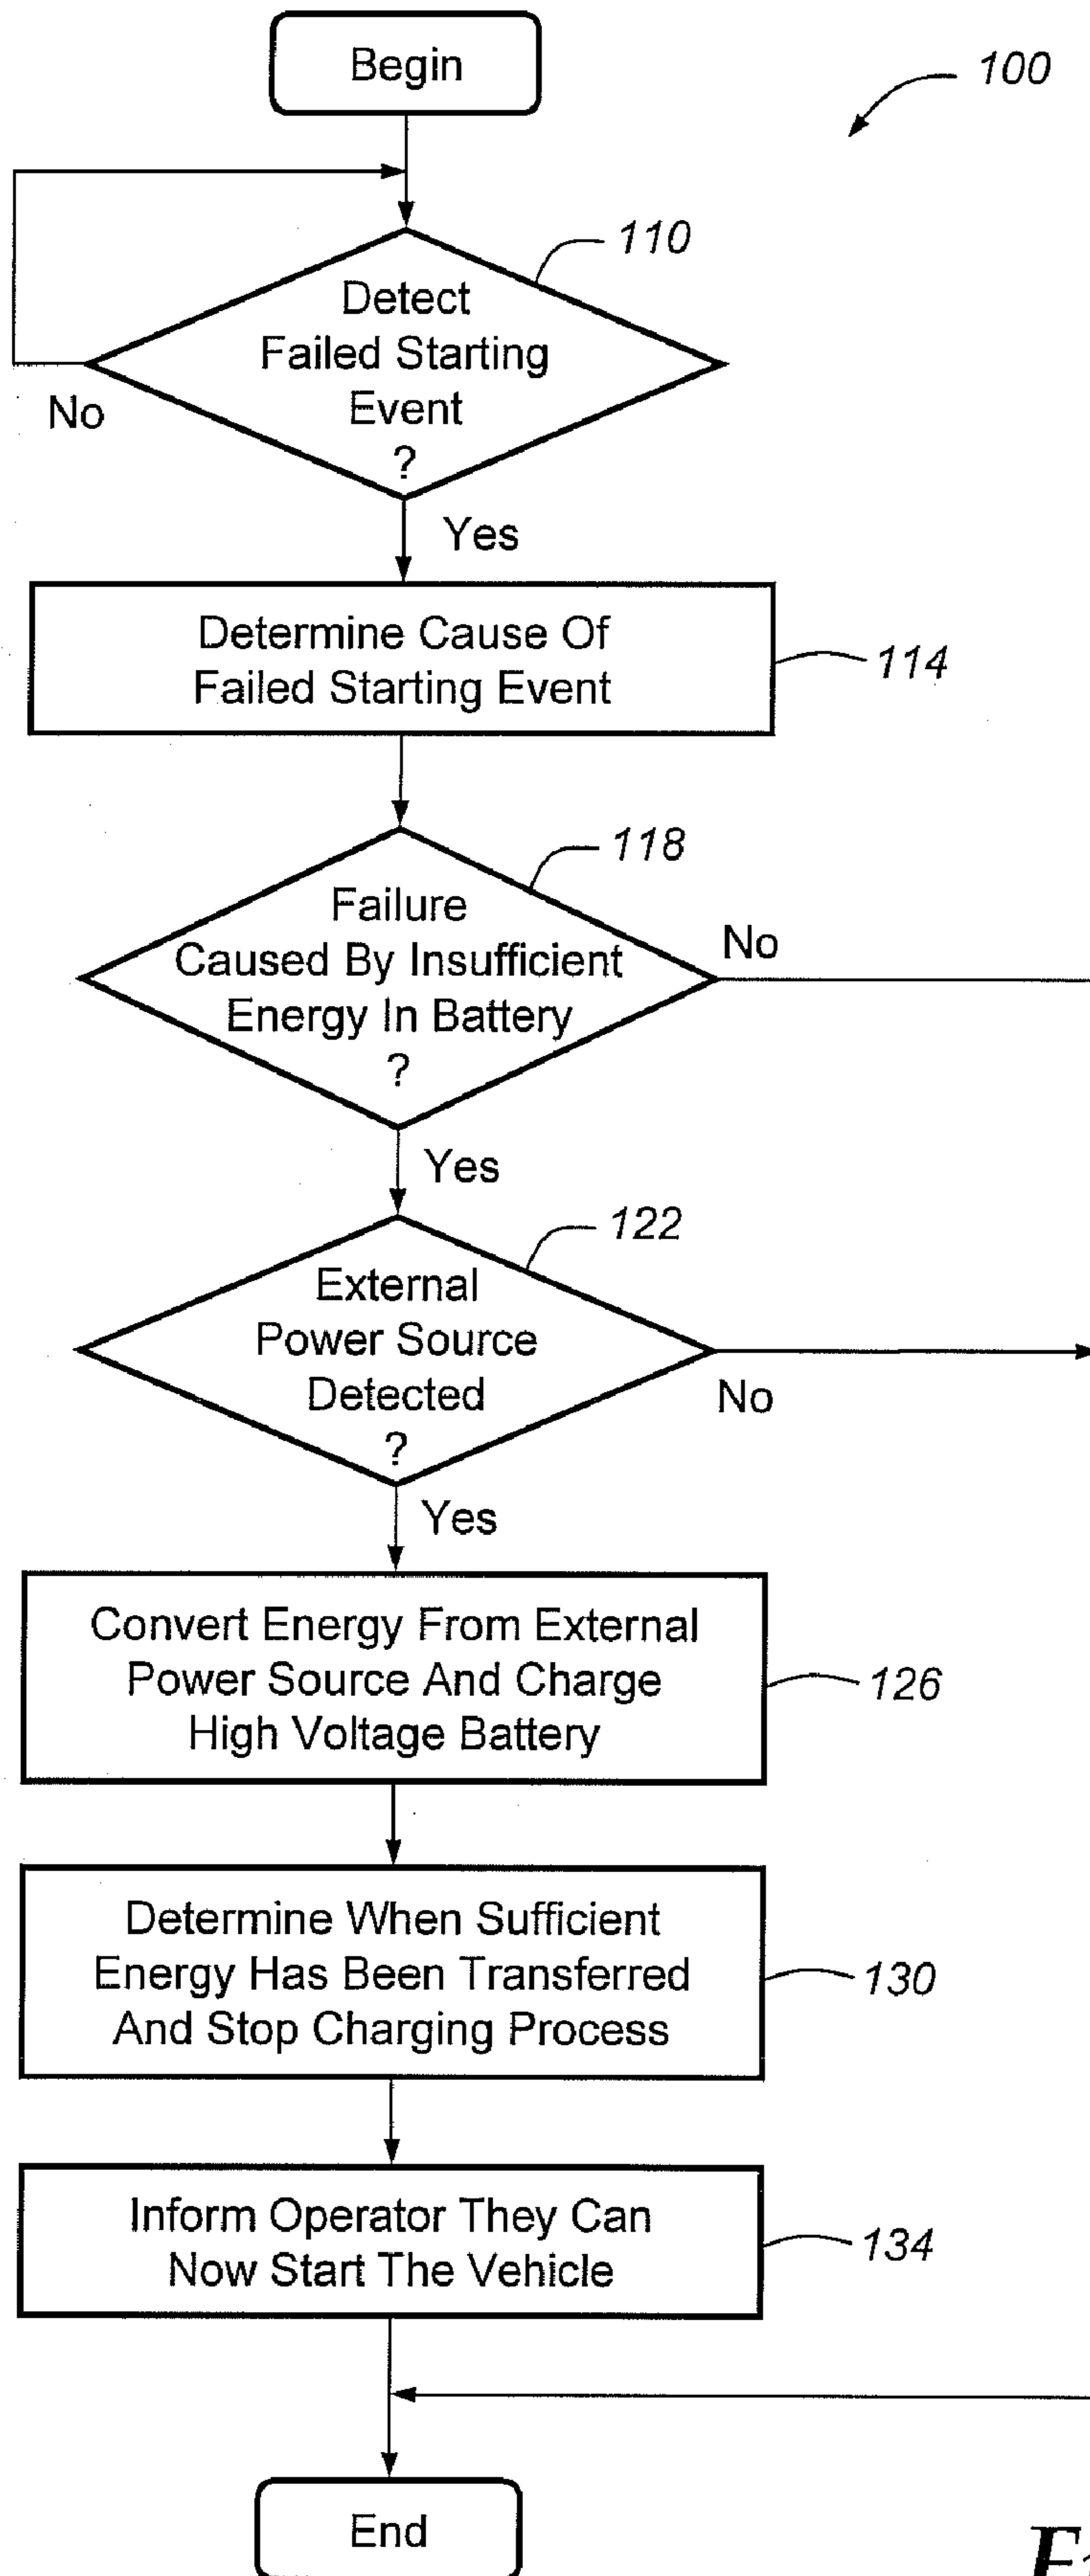 Begin
100
110
Detect
Failed Starting
Event
?
No
Yes
Determine Cause Of
Failed Starting Event
114
118
Failure
Caused By Insufficient
Energy In Battery
?
No
Yes
122
External
Power Source
Detected
?
No
Yes
Convert Energy From External
Power Source And Charge
High Voltage Battery
126
Determine When Sufficient
Energy Has Been Transferred
And Stop Charging Process
130
Inform Operator They Can
Now Start The Vehicle
134
End